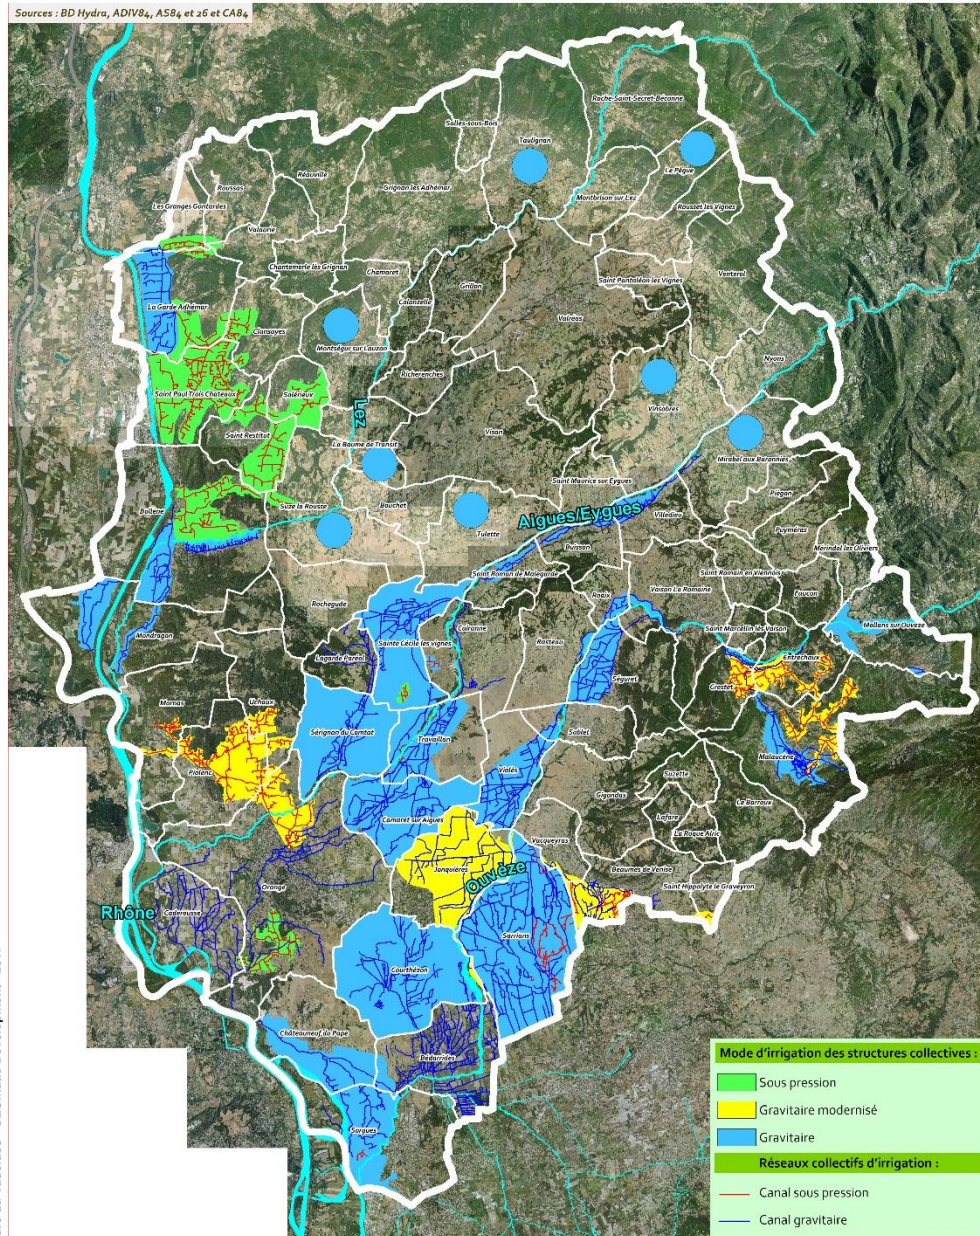 Sources : BD Hydra, ADIV84, AS84 et 26 et CA84
Roche-Saint-Secret-Béconne
Salles-sous-Bois
Taulignan
Le Pègue
Réauville
Roussas
Grignan les Adhémar
Montbrison sur Lez
Rousset les Vignes
Les Granges Gontardes
Valaurie
Chantemerle lès Grignan
Chamaret
Colonzelle
Grillon
Saint Pantaléon les Vignes
Venterol
La Garde Adhémar
Clansayes
Montségur sur Lauzon
Valréas
Nyons
Richerenches
Saint Paul Trois Châteaux
Solérieux
Vinsobres
Lez
Saint Restitut
Visan
La Baume de Transit
Mirabel aux Baronnies
Saint Maurice sur Eygues
Piégon
Bollène
Suze la Rousse
Bouchet
Tulette
Aigues/Eygues
Villedieu
Puyméras
Buisson
Mérindol les Oliviers
Saint Roman de Malegarde
Saint Romain en Viennois
Vaison La Romaine
Faucon
Rochegude
Roaix
Mollans sur Ouvèze
Mondragon
Sainte Cécile les vignes
Cairanne
Rasteau
Saint Marcellin lès Vaison
Lagarde Paréol
Entrechaux
Séguret
Crestet
Mornas
Uchaux
Sérignan du Comtat
Travaillan
Sablet
Malaucène
Piolenc
Violès
Suzette
Gigondas
Le Barroux
Camaret sur Aigues
Lafare
La Roque Alric
Vacqueyras
Jonquières
Beaumes de Venise
Ouvèze
Saint Hippolyte le Graveyron
Orange
Caderousse
Rhône
Sarrians
Courthézon
Châteauneuf du Pape
Bédarrides
Sorgues
Mode d'irrigation des structures collectives :
Sous pression
Gravitaire modernisé
Gravitaire
Réseaux collectifs d'irrigation :
Canal sous pression
Canal gravitaire